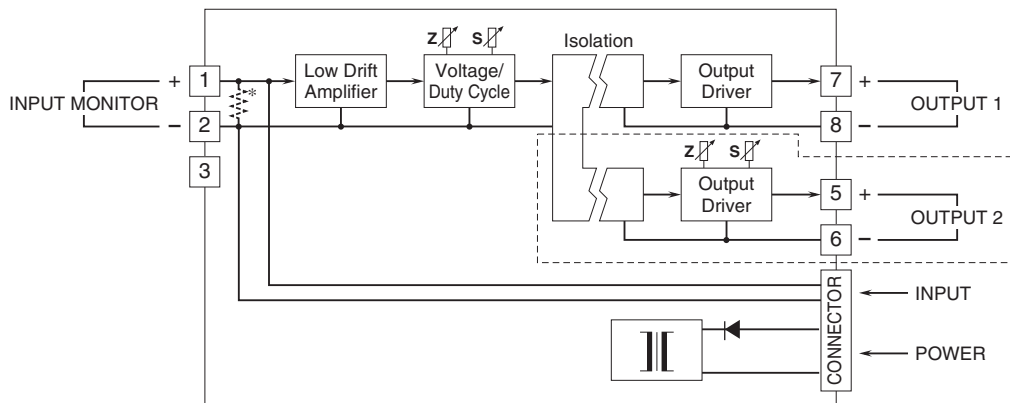 Z S Isolation
+ 1 Low Drift Amplifier Voltage/ Duty Cycle Output Driver 7 +
INPUT MONITOR * OUTPUT 1
− 2 8 −
3 Z S
Output Driver 5 +
OUTPUT 2
6 −
CONNECTOR
INPUT
POWER